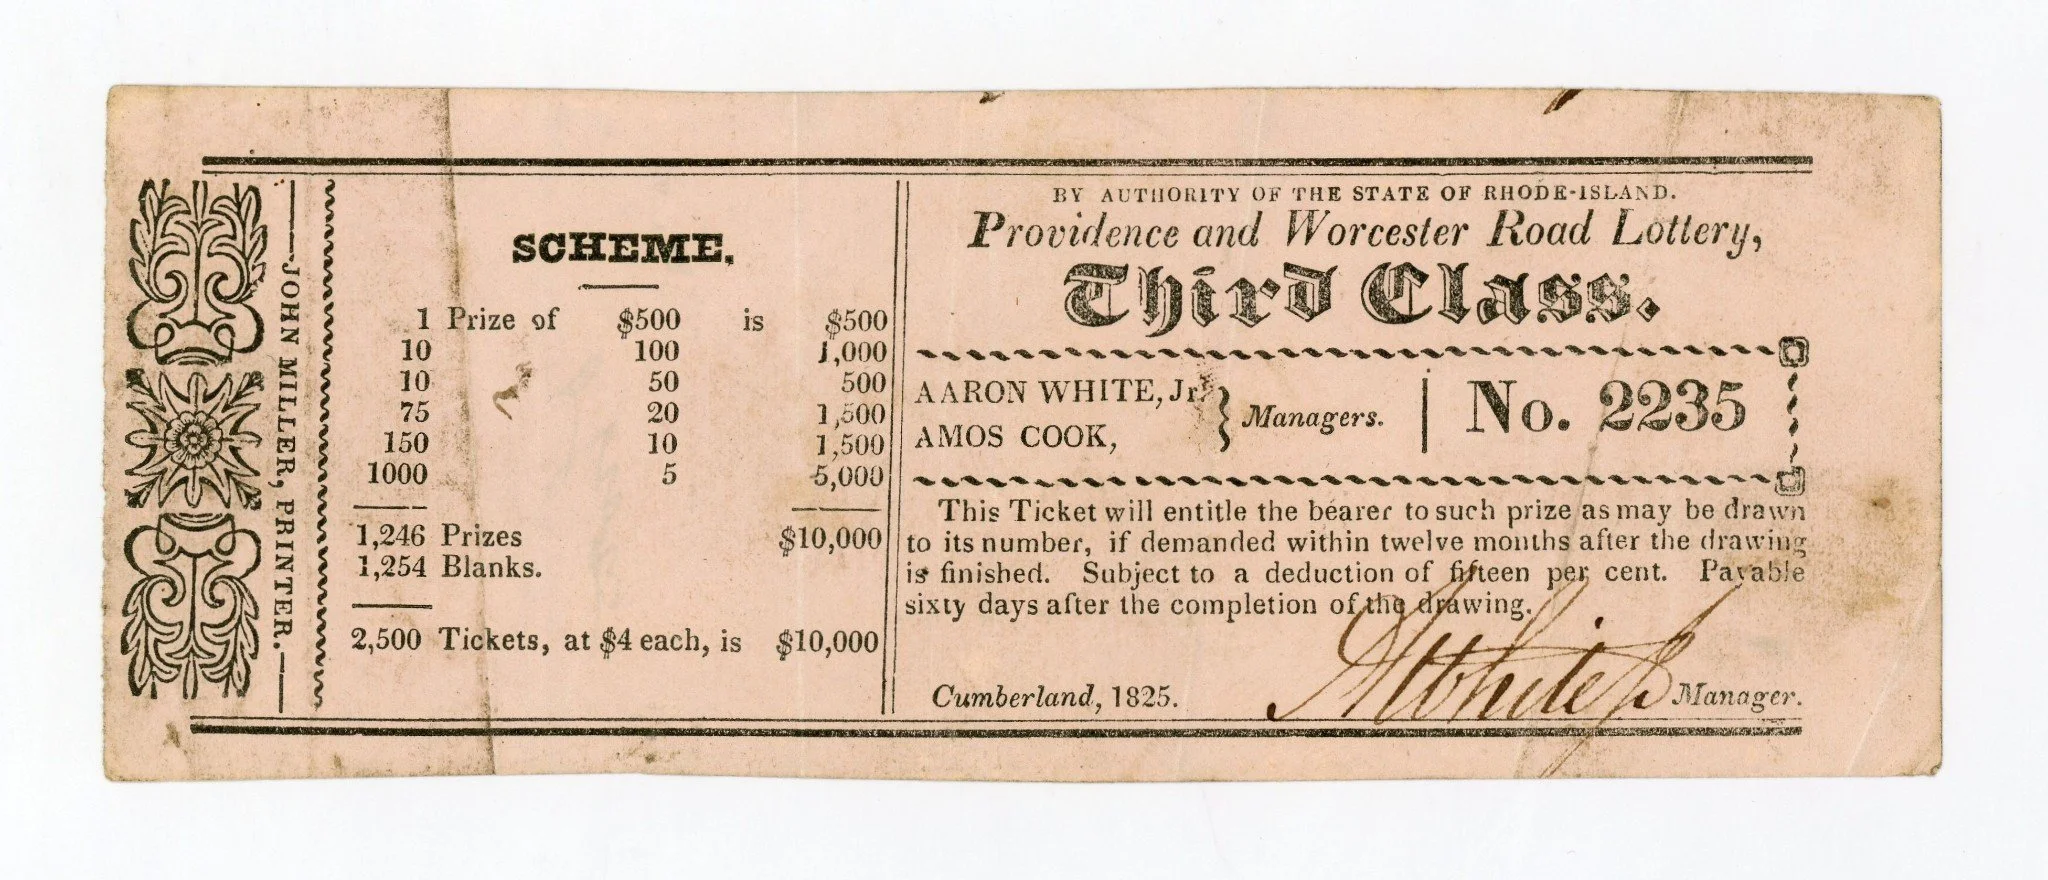 JOHN MILLER, PRINTER.
SCHEME.
1 Prize of $500 is $500
10 100 1,000
10 50 500
75 20 1,500
150 10 1,500
1000 5 5,000
1,246 Prizes $10,000
1,254 Blanks.
2,500 Tickets, at $4 each, is $10,000
BY AUTHORITY OF THE STATE OF RHODE-ISLAND.
Providence and Worcester Road Lottery,
Third Class.
AARON WHITE, Jr.
AMOS COOK,
} Managers.
No. 2235
This Ticket will entitle the bearer to such prize as may be drawn
to its number, if demanded within twelve months after the drawing
is finished. Subject to a deduction of fifteen per cent. Payable
sixty days after the completion of the drawing.
Cumberland, 1825. A White Jr Manager.